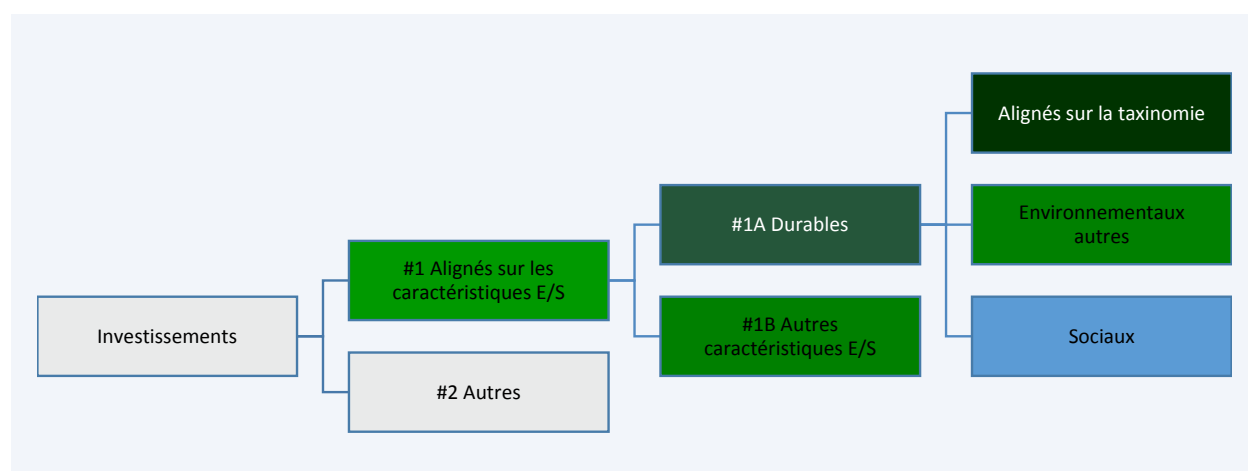 Investissements
#1 Alignés sur les
caractéristiques E/S
#2 Autres
#1A Durables
#1B Autres
caractéristiques E/S
Alignés sur la taxinomie
Environnementaux
autres
Sociaux